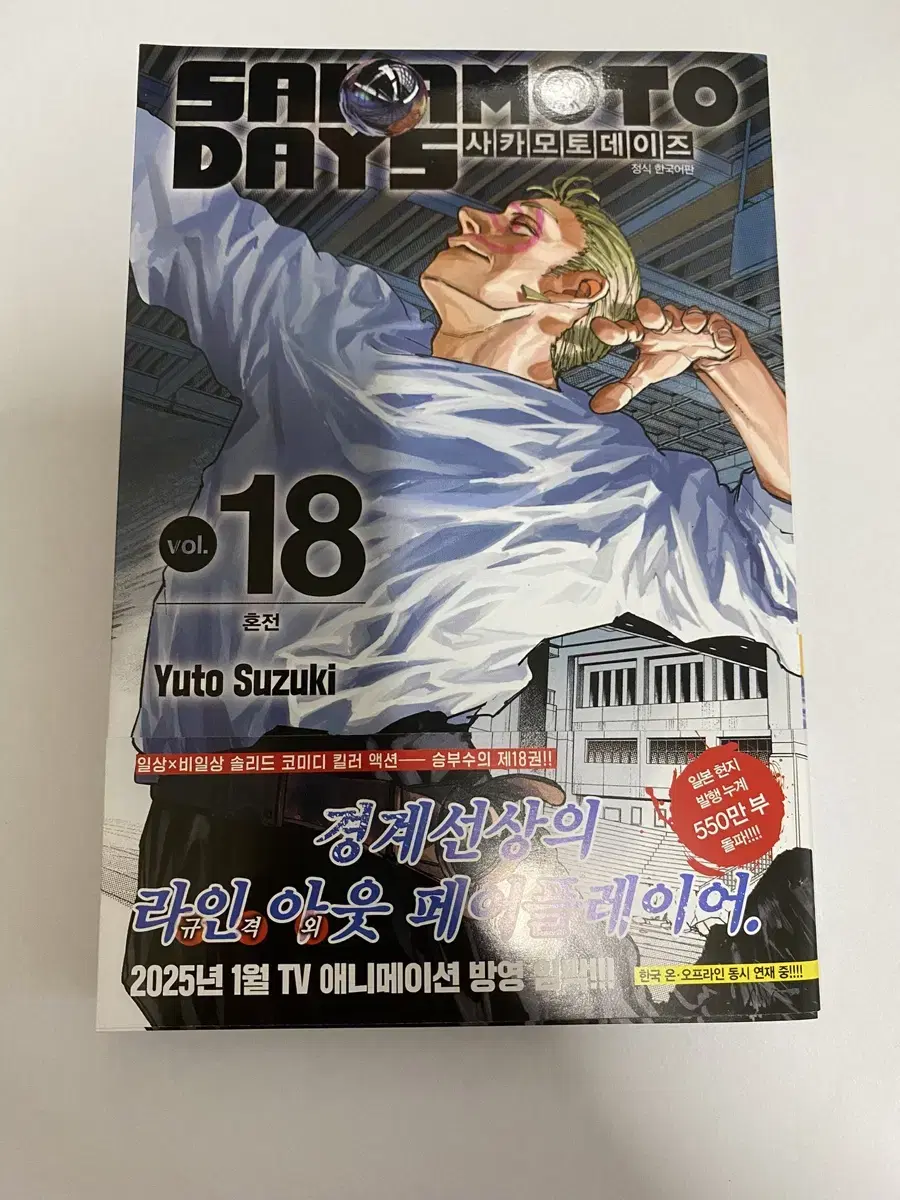 SAKAMOTO
DAYS
사카모토데이즈
정식 한국어판
vol. 18
혼전
Yuto Suzuki
일상×비일상 솔리드 코미디 킬러 액션── 승부수의 제18권!!
일본 현지
발행 누계
550만 부
돌파!!!!
경계선상의
라인 아웃 페어플레이어.
규격외
2025년 1월 TV 애니메이션 방영
한국 온·오프라인 동시 연재 중!!!!